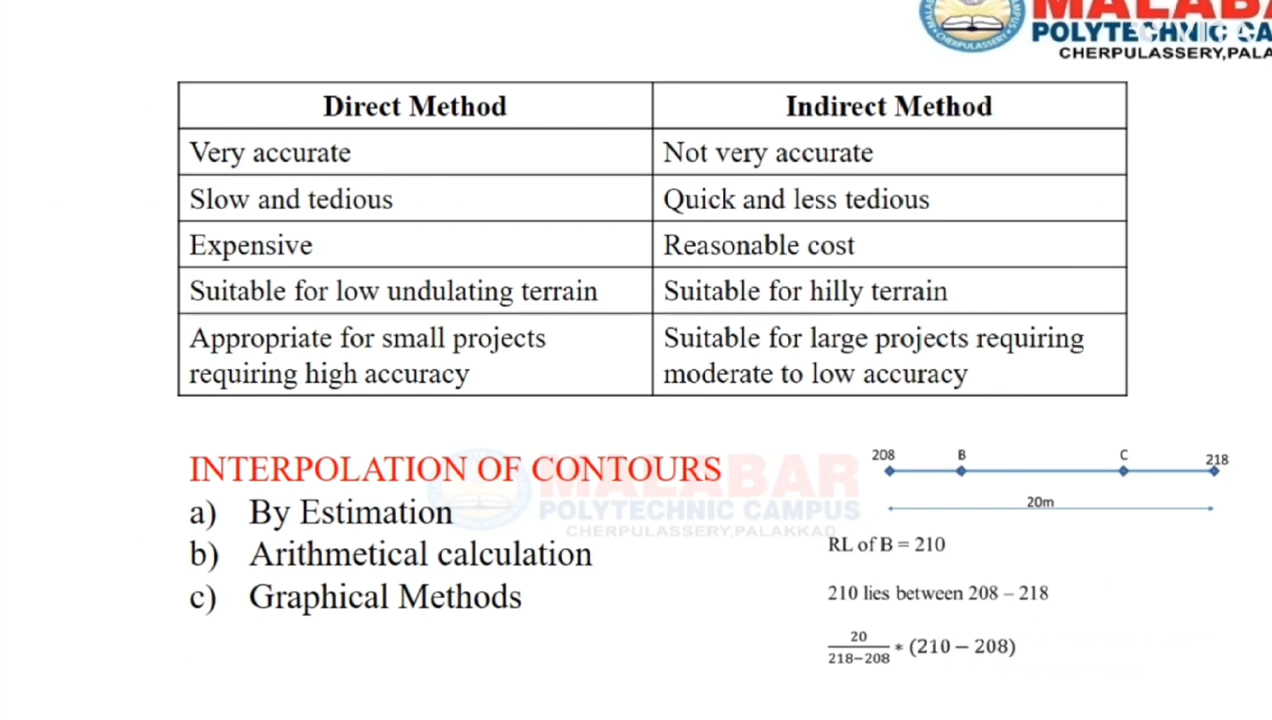 MALABA
POLYTECHNIC CA
CHERPULASSERY,PALA
CHERPULASSERY
CAMPUS
Direct Method Indirect Method
Very accurate Not very accurate
Slow and tedious Quick and less tedious
Expensive Reasonable cost
Suitable for low undulating terrain Suitable for hilly terrain
Appropriate for small projects Suitable for large projects requiring
requiring high accuracy moderate to low accuracy
INTERPOLATION OF CONTOURS
a) By Estimation
b) Arithmetical calculation
c) Graphical Methods
MALABAR
POLYTECHNIC CAMPUS
CHERPULASSERY,PALAKKAD
208 B C 218
20m
RL of B = 210
210 lies between 208 – 218
20
218−208 * (210 − 208)